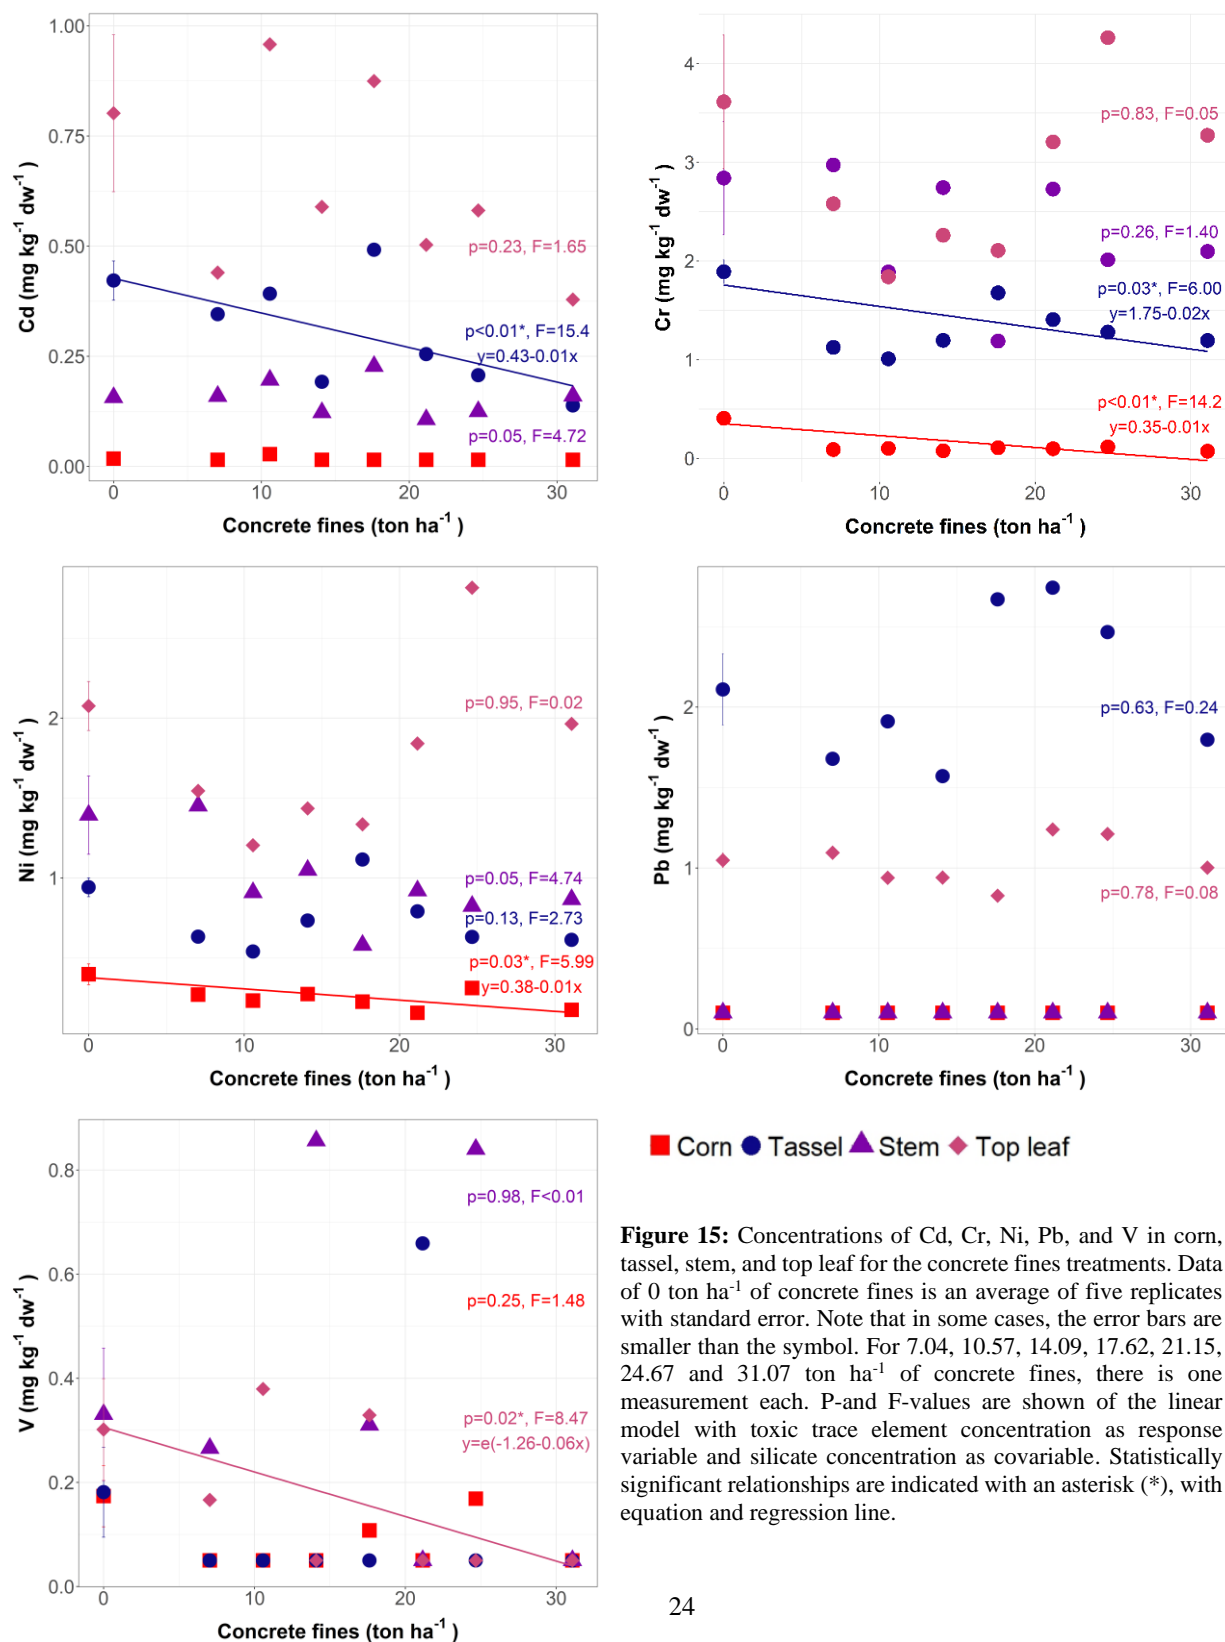 1.00
0.75
0.50
0.25
0.00
Cd (mg kg⁻¹ dw⁻¹ )
p=0.23, F=1.65
p<0.01*, F=15.4
y=0.43-0.01x
p=0.05, F=4.72
0 10 20 30
Concrete fines (ton ha⁻¹ )
4
3
2
1
0
Cr (mg kg⁻¹ dw⁻¹ )
p=0.83, F=0.05
p=0.26, F=1.40
p=0.03*, F=6.00
y=1.75-0.02x
p<0.01*, F=14.2
y=0.35-0.01x
0 10 20 30
Concrete fines (ton ha⁻¹ )
2
1
Ni (mg kg⁻¹ dw⁻¹ )
p=0.95, F=0.02
p=0.05, F=4.74
p=0.13, F=2.73
p=0.03*, F=5.99
y=0.38-0.01x
0 10 20 30
Concrete fines (ton ha⁻¹ )
2
1
0
Pb (mg kg⁻¹ dw⁻¹ )
p=0.63, F=0.24
p=0.78, F=0.08
0 10 20 30
Concrete fines (ton ha⁻¹ )
0.8
0.6
0.4
0.2
0.0
V (mg kg⁻¹ dw⁻¹ )
p=0.98, F<0.01
p=0.25, F=1.48
p=0.02*, F=8.47
y=e(-1.26-0.06x)
0 10 20 30
Concrete fines (ton ha⁻¹ )
Corn Tassel Stem Top leaf
Figure 15: Concentrations of Cd, Cr, Ni, Pb, and V in corn,
tassel, stem, and top leaf for the concrete fines treatments. Data
of 0 ton ha⁻¹ of concrete fines is an average of five replicates
with standard error. Note that in some cases, the error bars are
smaller than the symbol. For 7.04, 10.57, 14.09, 17.62, 21.15,
24.67 and 31.07 ton ha⁻¹ of concrete fines, there is one
measurement each. P-and F-values are shown of the linear
model with toxic trace element concentration as response
variable and silicate concentration as covariable. Statistically
significant relationships are indicated with an asterisk (*), with
equation and regression line.
24